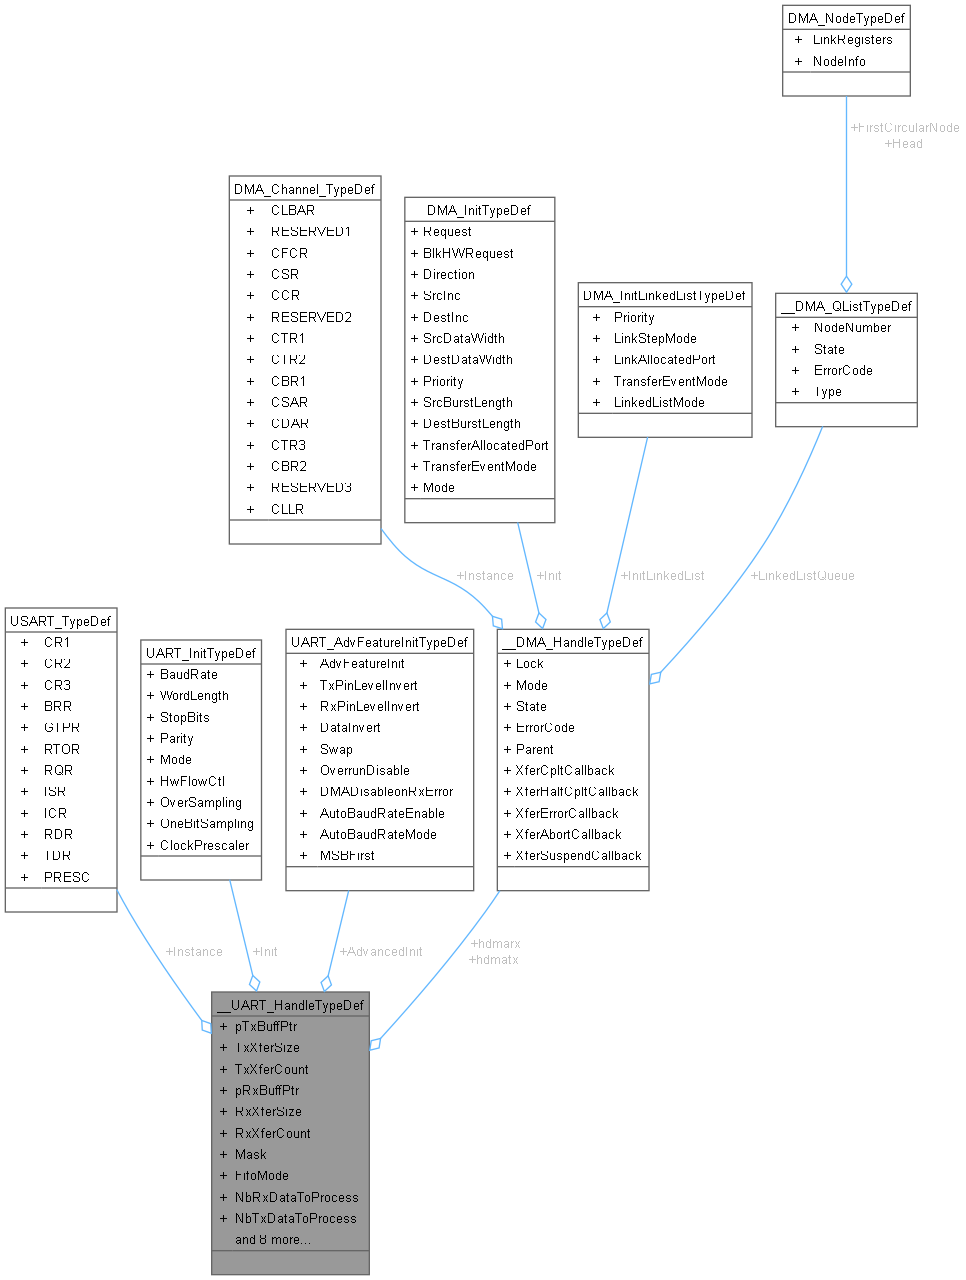 DMA_NodeTypeDef
+ LinkRegisters
+ NodeInfo
+FirstCircularNode
+Head
DMA_Channel_TypeDef
+ CLBAR
+ RESERVED1
+ CFCR
+ CSR
+ CCR
+ RESERVED2
+ CTR1
+ CTR2
+ CBR1
+ CSAR
+ CDAR
+ CTR3
+ CBR2
+ RESERVED3
+ CLLR
DMA_InitTypeDef
+ Request
+ BlkHWRequest
+ Direction
+ SrcInc
+ DestInc
+ SrcDataWidth
+ DestDataWidth
+ Priority
+ SrcBurstLength
+ DestBurstLength
+ TransferAllocatedPort
+ TransferEventMode
+ Mode
DMA_InitLinkedListTypeDef
+ Priority
+ LinkStepMode
+ LinkAllocatedPort
+ TransferEventMode
+ LinkedListMode
__DMA_QListTypeDef
+ NodeNumber
+ State
+ ErrorCode
+ Type
+Instance
+Init
+InitLinkedList
+LinkedListQueue
USART_TypeDef
+ CR1
+ CR2
+ CR3
+ BRR
+ GTPR
+ RTOR
+ RQR
+ ISR
+ ICR
+ RDR
+ TDR
+ PRESC
UART_InitTypeDef
+ BaudRate
+ WordLength
+ StopBits
+ Parity
+ Mode
+ HwFlowCtl
+ OverSampling
+ OneBitSampling
+ ClockPrescaler
UART_AdvFeatureInitTypeDef
+ AdvFeatureInit
+ TxPinLevelInvert
+ RxPinLevelInvert
+ DataInvert
+ Swap
+ OverrunDisable
+ DMADisableonRxError
+ AutoBaudRateEnable
+ AutoBaudRateMode
+ MSBFirst
__DMA_HandleTypeDef
+ Lock
+ Mode
+ State
+ ErrorCode
+ Parent
+ XferCpltCallback
+ XferHalfCpltCallback
+ XferErrorCallback
+ XferAbortCallback
+ XferSuspendCallback
+Instance
+Init
+AdvancedInit
+hdmarx
+hdmatx
__UART_HandleTypeDef
+ pTxBuffPtr
+ TxXferSize
+ TxXferCount
+ pRxBuffPtr
+ RxXferSize
+ RxXferCount
+ Mask
+ FifoMode
+ NbRxDataToProcess
+ NbTxDataToProcess
and 8 more...